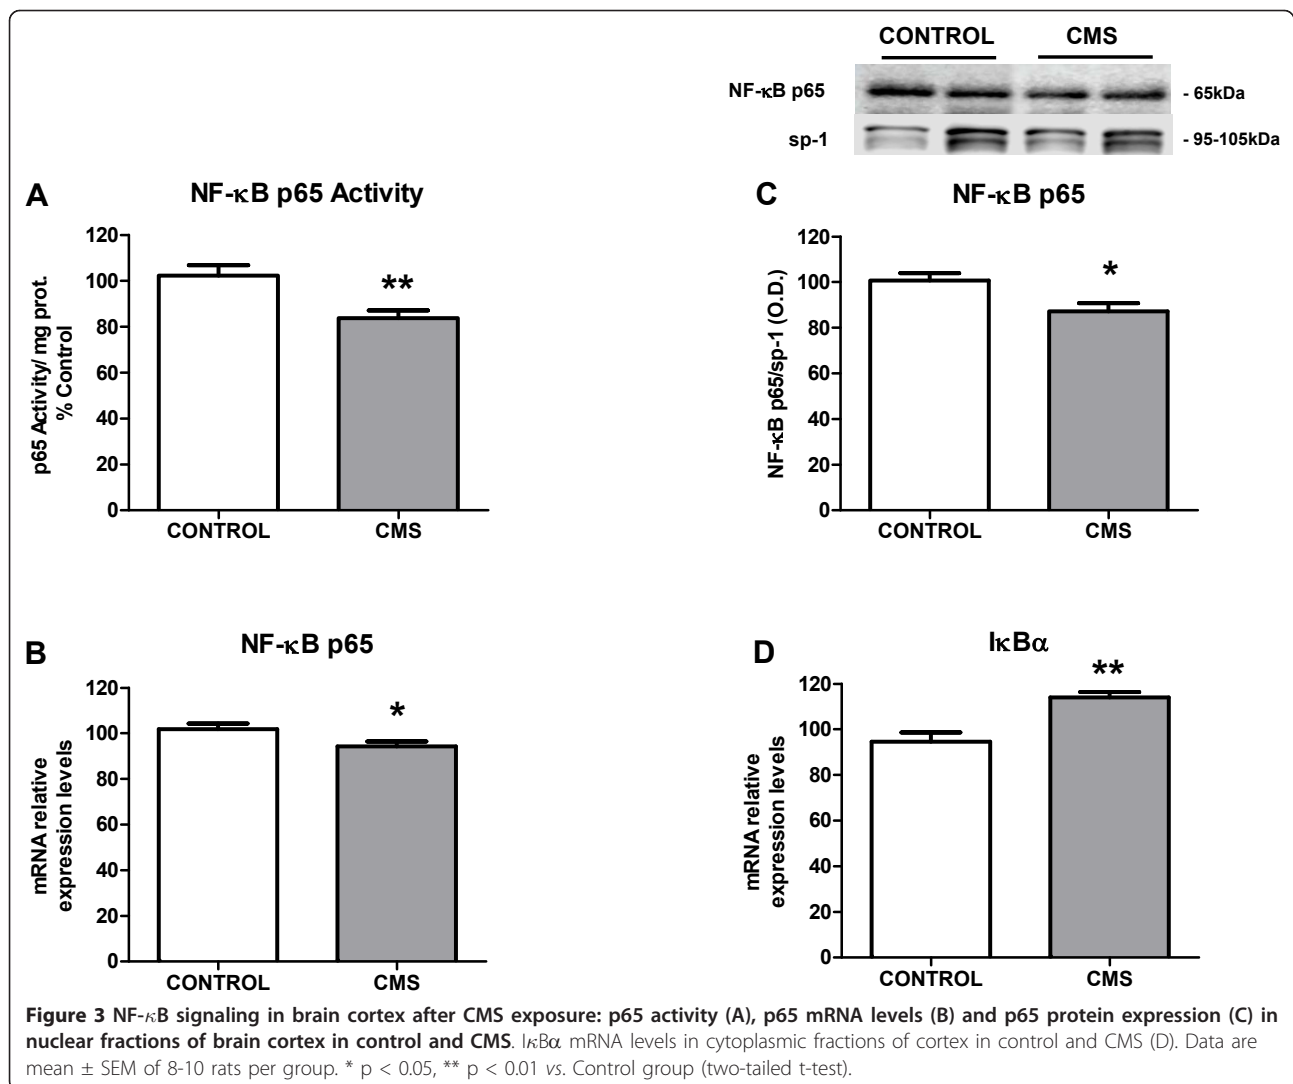 CONTROL CMS
NF-κB p65 - 65kDa
sp-1 - 95-105kDa
A NF-κB p65 Activity
p65 Activity/ mg prot.
% Control
120
100
80
60
40
20
0
**
CONTROL CMS
C NF-κB p65
NF-κB p65/sp-1 (O.D.)
120
100
80
60
40
20
0
*
CONTROL CMS
B NF-κB p65
mRNA relative
expression levels
120
100
80
60
40
20
0
*
CONTROL CMS
D IκBα
mRNA relative
expression levels
120
100
80
60
40
20
0
**
CONTROL CMS
Figure 3 NF-κB signaling in brain cortex after CMS exposure: p65 activity (A), p65 mRNA levels (B) and p65 protein expression (C) in
nuclear fractions of brain cortex in control and CMS. IκBα mRNA levels in cytoplasmic fractions of cortex in control and CMS (D). Data are
mean ± SEM of 8-10 rats per group. * p < 0.05, ** p < 0.01 vs. Control group (two-tailed t-test).